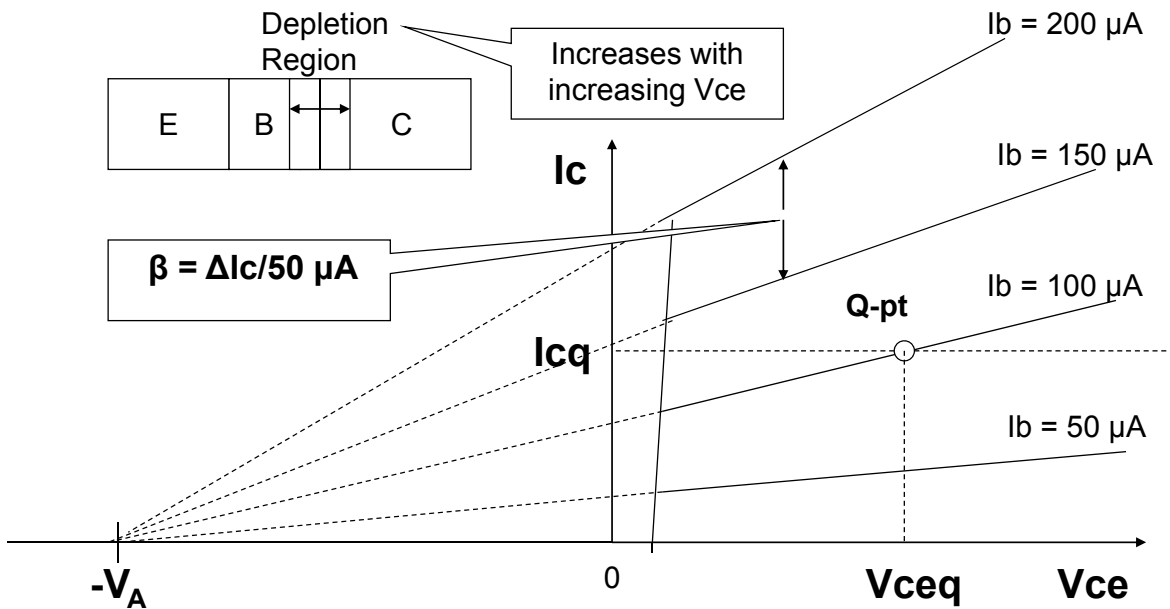 Depletion
Region
Increases with
increasing Vce
E
B
C
Ib = 200 µA
Ic
Ib = 150 µA
β = ΔIc/50 µA
Ib = 100 µA
Q-pt
Icq
Ib = 50 µA
-VA
0
Vceq
Vce